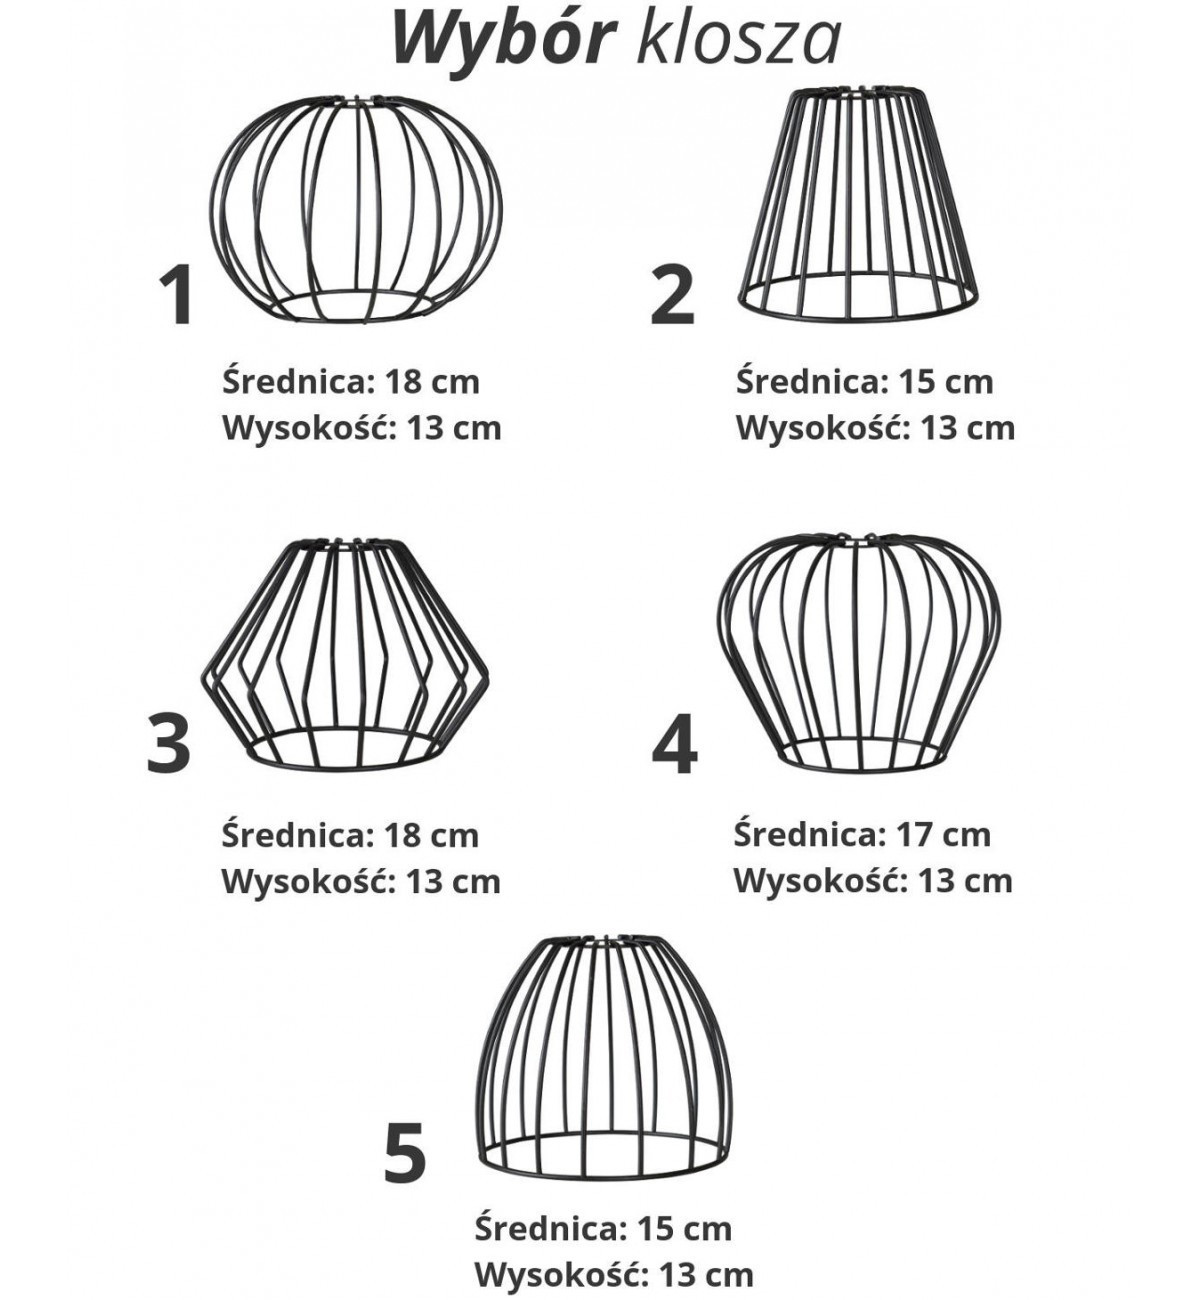 Wybór klosza
1
Średnica: 18 cm
Wysokość: 13 cm
2
Średnica: 15 cm
Wysokość: 13 cm
3
Średnica: 18 cm
Wysokość: 13 cm
4
Średnica: 17 cm
Wysokość: 13 cm
5
Średnica: 15 cm
Wysokość: 13 cm